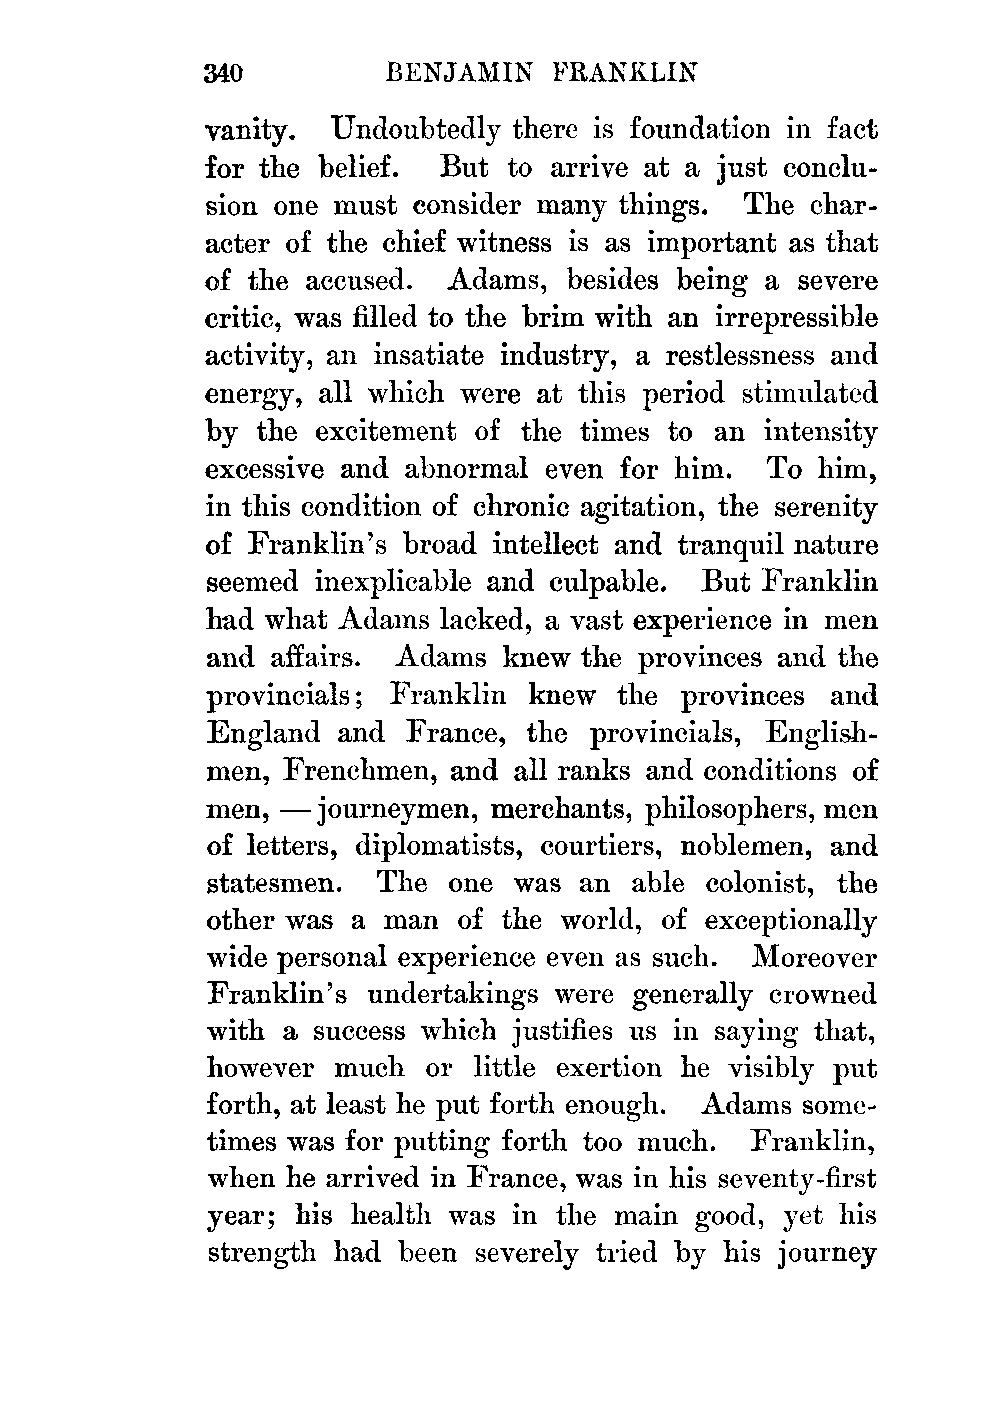 340 BENJAMIN FRANKLIN
vanity. Undoubtedly there is foundation in fact
for the belief. But to arrive at a just conclu-
sion one must consider many things. The char-
acter of the chief witness is as important as that
of the accused. Adams, besides being a severe
critic, was filled to the brim with an irrepressible
activity, an insatiate industry, a restlessness and
energy, all which were at this period stimulated
by the excitement of the times to an intensity
excessive and abnormal even for him. To him,
in this condition of chronic agitation, the serenity
of Franklin's broad intellect and tranquil nature
seemed inexplicable and culpable. But Franklin
had what Adams lacked, a vast experience in men
and affairs. Adams knew the provinces and the
provincials; Franklin knew the provinces and
England and France, the provincials, English-
men, Frenchmen, and all ranks and conditions of
men, — journeymen, merchants, philosophers, men
of letters, diplomatists, courtiers, noblemen, and
statesmen. The one was an able colonist, the
other was a man of the world, of exceptionally
wide personal experience even as such. Moreover
Franklin's undertakings were generally crowned
with a success which justifies us in saying that,
however much or little exertion he visibly put
forth, at least he put forth enough. Adams some-
times was for putting forth too much. Franklin,
when he arrived in France, was in his seventy-first
year; his health was in the main good, yet his
strength had been severely tried by his journey